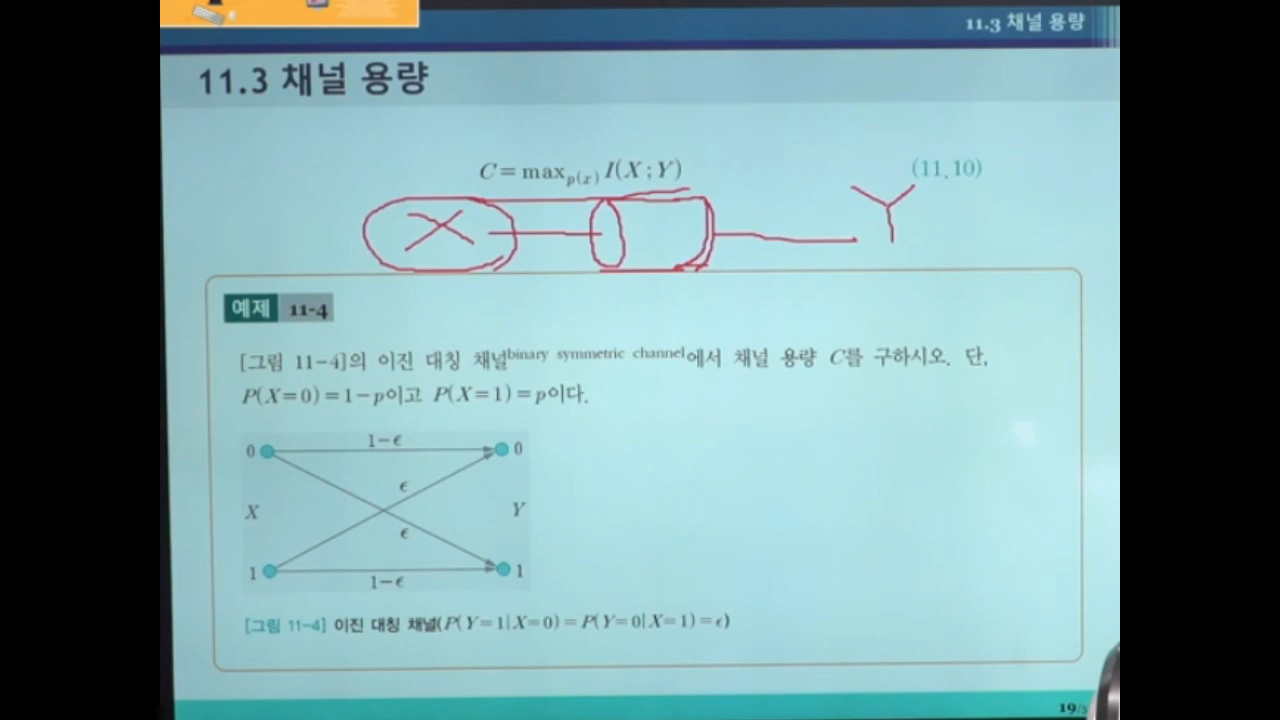 11.3 채널 용량
11.3 채널 용량
C = max_{p(x)} I(X ; Y) (11.10)
X Y
예제 11-4
[그림 11-4]의 이진 대칭 채널binary symmetric channel에서 채널 용량 C를 구하시오. 단,
P(X=0)=1-p이고 P(X=1)=p이다.
0 1-ϵ 0
ϵ
X Y
ϵ
1 1-ϵ 1
[그림 11-4] 이진 대칭 채널(P(Y=1|X=0)=P(Y=0|X=1)=ϵ)